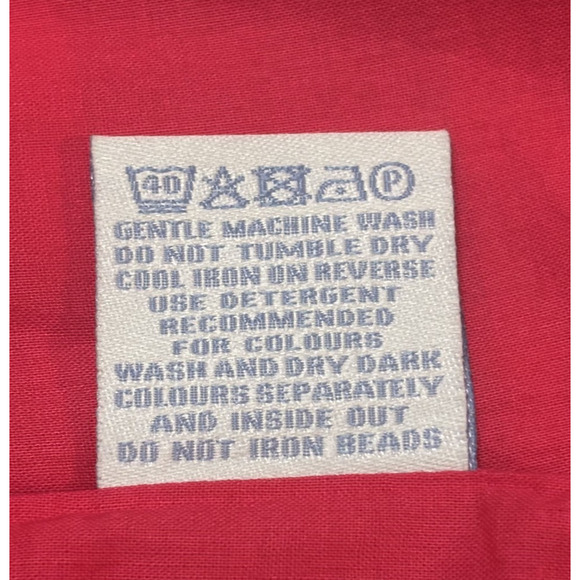 40 P
GENTLE MACHINE WASH
DO NOT TUMBLE DRY
COOL IRON ON REVERSE
USE DETERGENT
RECOMMENDED
FOR COLOURS
WASH AND DRY DARK
COLOURS SEPARATELY
AND INSIDE OUT
DO NOT IRON BEADS